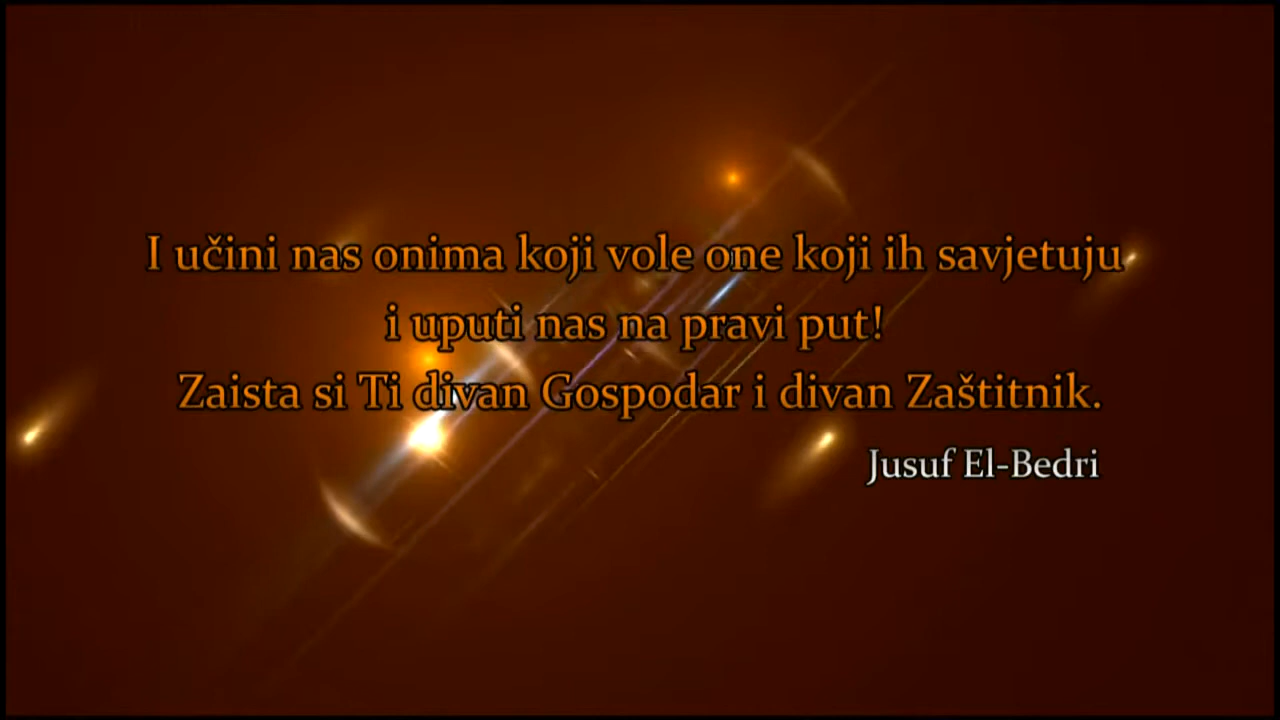 I učini nas onima koji vole one koji ih savjetuju
i uputi nas na pravi put!
Zaista si Ti divan Gospodar i divan Zaštitnik.
Jusuf El-Bedri